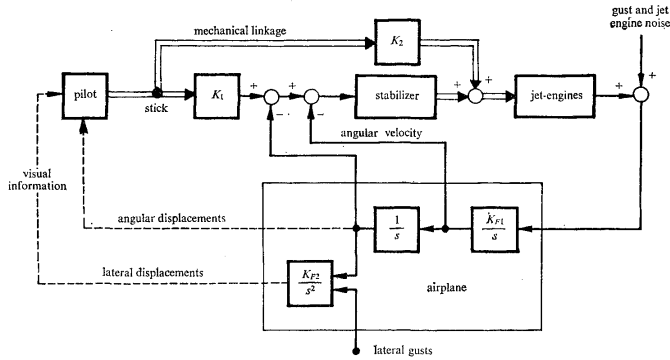 gust and jet
engine noise
mechanical linkage
K2
+
+
pilot
stick
K1
+
+
-
-
stabilizer
+
jet-engines
+
angular velocity
visual
information
angular displacements
1
s
KF1
s
lateral displacements
KF2
s2
airplane
lateral gusts